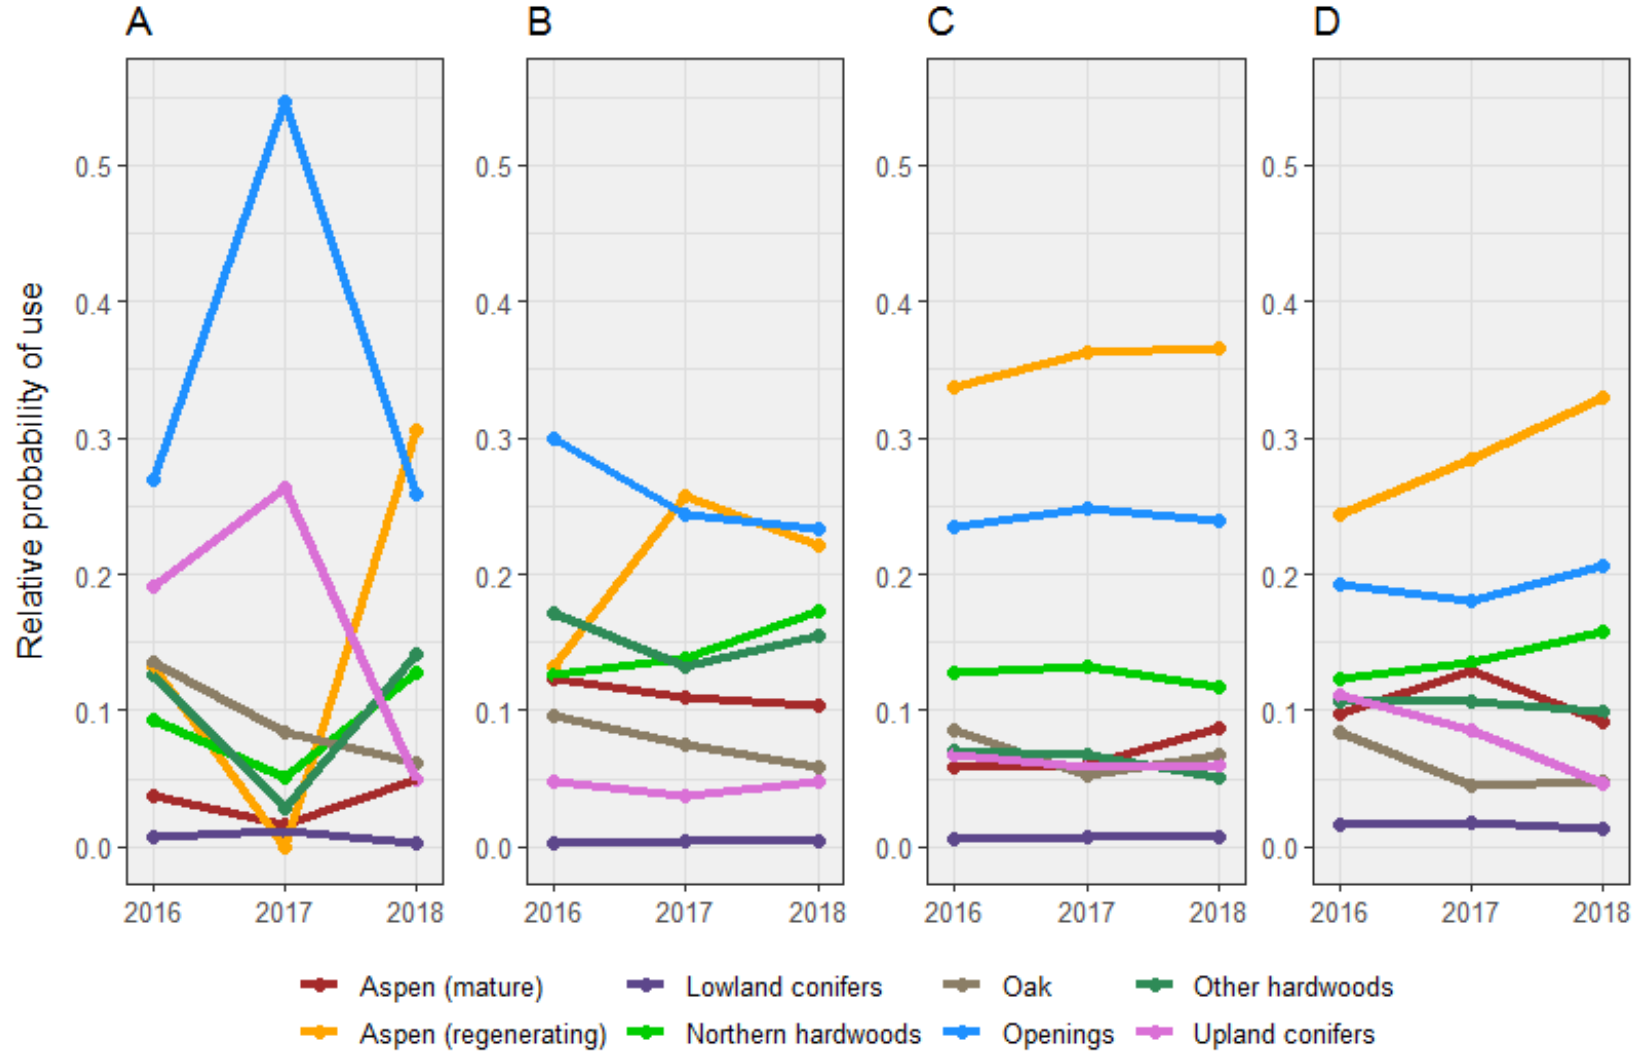 A B C D
Relative probability of use
0.5 0.5 0.5 0.5
0.4 0.4 0.4 0.4
0.3 0.3 0.3 0.3
0.2 0.2 0.2 0.2
0.1 0.1 0.1 0.1
0.0 0.0 0.0 0.0
2016 2017 2018 2016 2017 2018 2016 2017 2018 2016 2017 2018
Aspen (mature) Lowland conifers Oak Other hardwoods
Aspen (regenerating) Northern hardwoods Openings Upland conifers